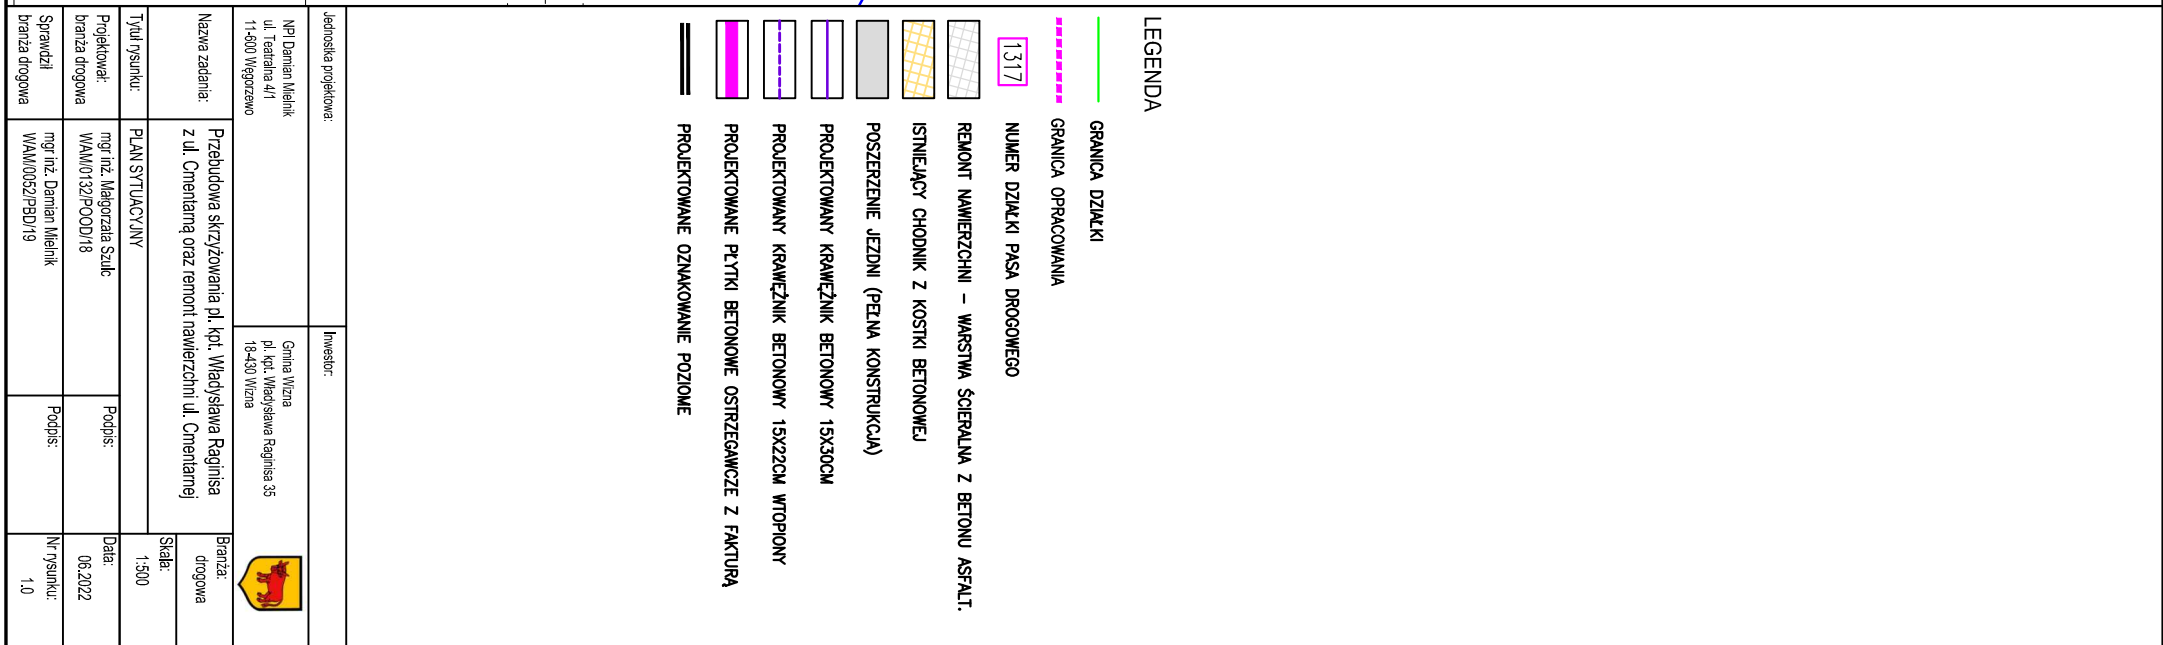 LEGENDA
GRANICA DZIAŁKI
GRANICA OPRACOWANIA
1317 NUMER DZIAŁKI PASA DROGOWEGO
REMONT NAWIERZCHNI – WARSTWA ŚCIERALNA Z BETONU ASFALT.
ISTNIEJĄCY CHODNIK Z KOSTKI BETONOWEJ
POSZERZENIE JEZDNI (PEŁNA KONSTRUKCJA)
PROJEKTOWANY KRAWĘŻNIK BETONOWY 15X30CM
PROJEKTOWANY KRAWĘŻNIK BETONOWY 15X22CM WTOPIONY
PROJEKTOWANE PŁYTKI BETONOWE OSTRZEGAWCZE Z FAKTURĄ
PROJEKTOWANE OZNAKOWANIE POZIOME
Jednostka projektowa:
Inwestor:
NPI Damian Mielnik
ul. Teatralna 4/1
11-600 Węgorzewo
Gmina Wizna
pl. kpt. Władysława Raginisa 35
18-430 Wizna
Nazwa zadania:
Przebudowa skrzyżowania pl. kpt. Władysława Raginisa
z ul. Cmentarną oraz remont nawierzchni ul. Cmentarnej
Branża:
drogowa
Tytuł rysunku:
PLAN SYTUACYJNY
Skala:
1:500
Projektował:
branża drogowa
mgr inż. Małgorzata Szulc
WAM/0132/POOD/18
Podpis:
Data:
06.2022
Sprawdził
branża drogowa
mgr inż. Damian Mielnik
WAM/0052/PBD/19
Podpis:
Nr rysunku:
1.0